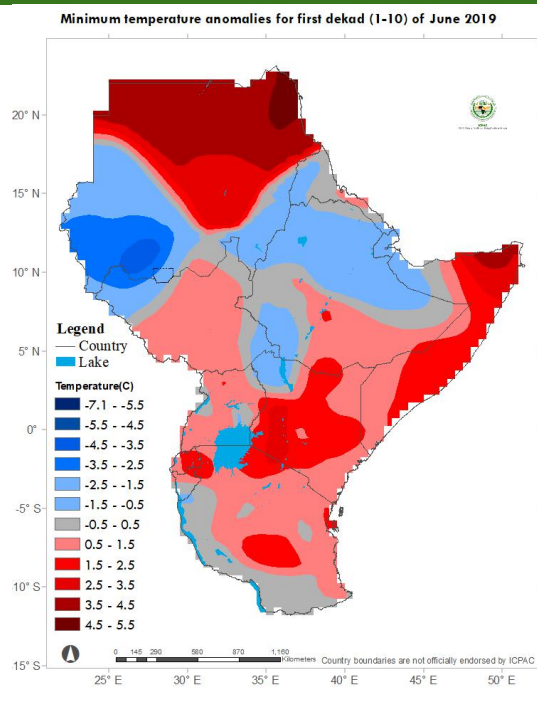 Minimum temperature anomalies for first dekad (1-10) of June 2019
20° N
15° N
10° N
5° N
0°
-5° S
10° S
15° S
Legend
Country
Lake
Temperature(C)
-7.1 - -5.5
-5.5 - -4.5
-4.5 - -3.5
-3.5 - -2.5
-2.5 - -1.5
-1.5 - -0.5
-0.5 - 0.5
0.5 - 1.5
1.5 - 2.5
2.5 - 3.5
3.5 - 4.5
4.5 - 5.5
0 145 290 580 870 1,160
Kilometers
Country boundaries are not officially endorsed by ICPAC
25° E
30° E
35° E
40° E
45° E
50° E